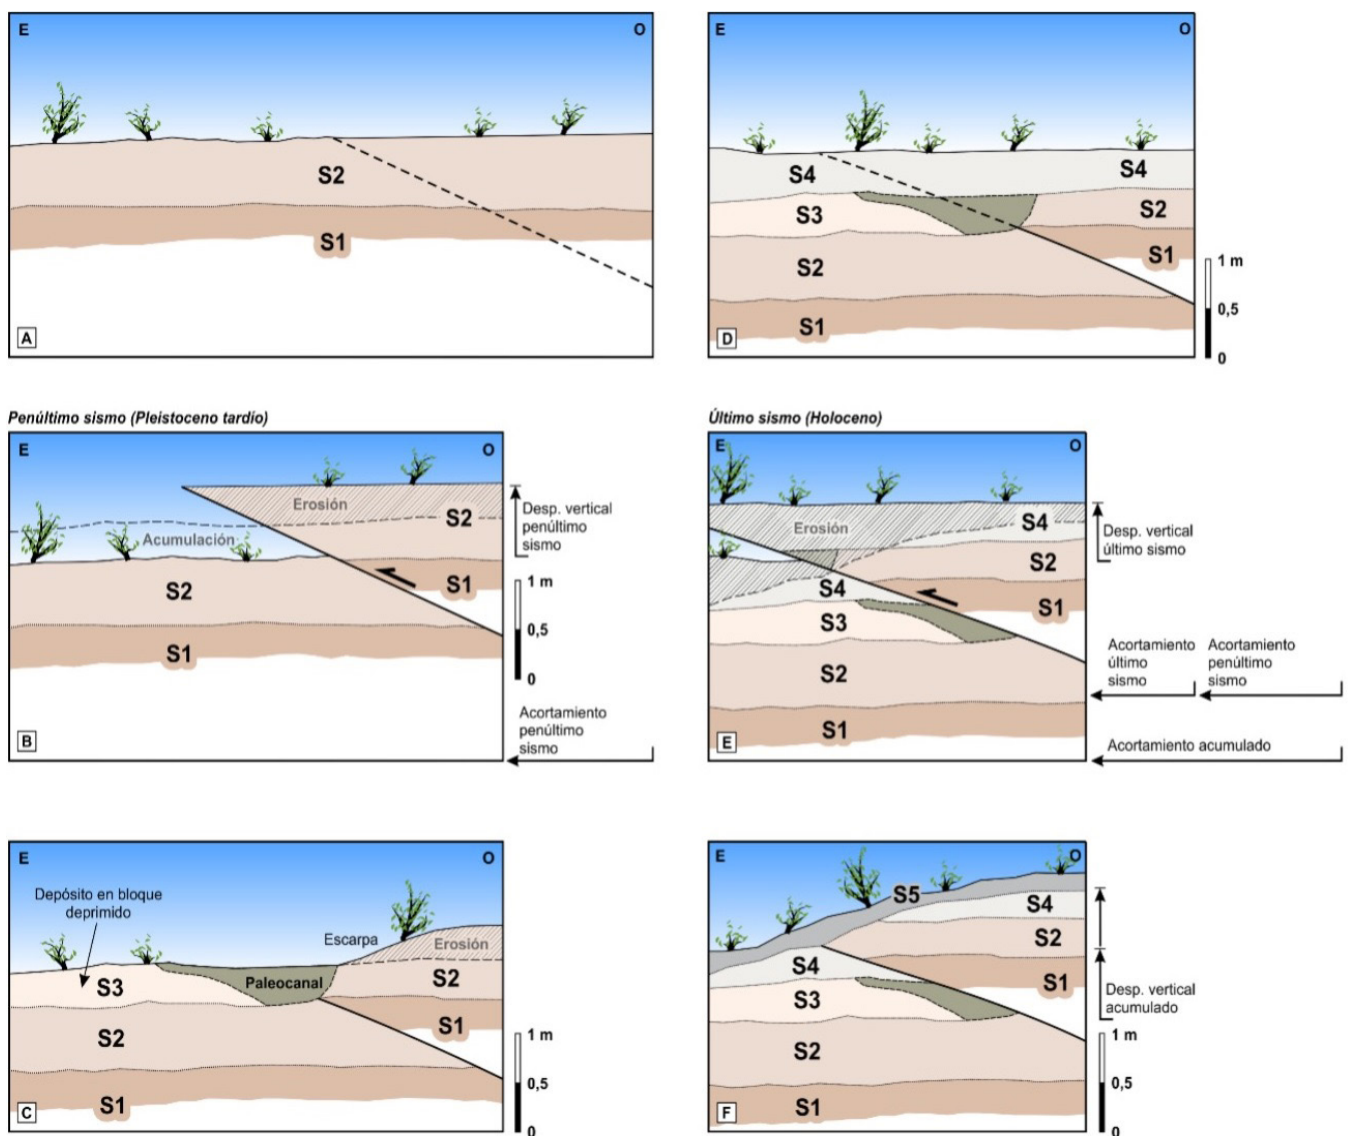 E
O
S2
S1
A
E
O
S4
S4
S3
S2
S2
S1
S1
D
1 m
0,5
0
Penúltimo sismo (Pleistoceno tardío)
E
O
Erosión
S2
Acumulación
S2
S1
S1
B
Desp. vertical
penúltimo
sismo
1 m
0,5
0
Acortamiento
penúltimo
sismo
Último sismo (Holoceno)
E
O
S4
Erosión
S2
S4
S1
S3
S2
S1
E
Desp. vertical
último sismo
Acortamiento
último
sismo
Acortamiento
penúltimo
sismo
Acortamiento acumulado
E
O
Depósito en bloque
deprimido
Escarpa
Erosión
S3
Paleocanal
S2
S1
S2
S1
C
1 m
0,5
0
E
O
S5
S4
S2
S4
S1
S3
S2
S1
F
Desp. vertical
acumulado
1 m
0,5
0